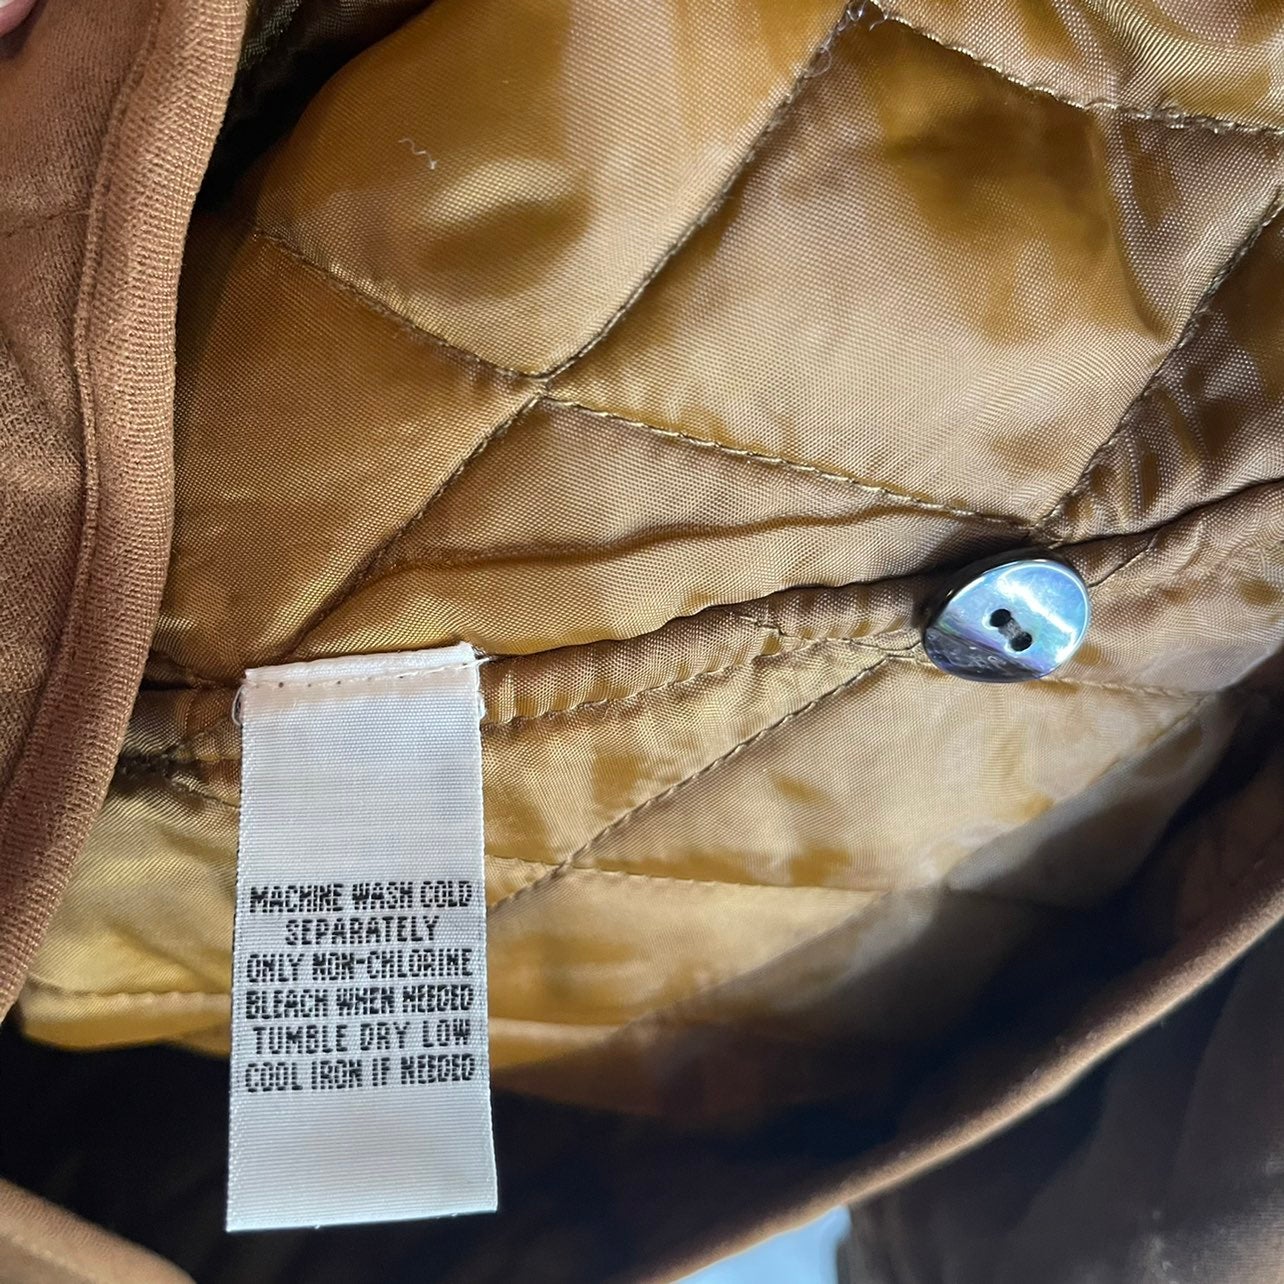 MACHINE WASH COLD
SEPARATELY
ONLY NON-CHLORINE
BLEACH WHEN NEEDED
TUMBLE DRY LOW
COOL IRON IF NEEDED